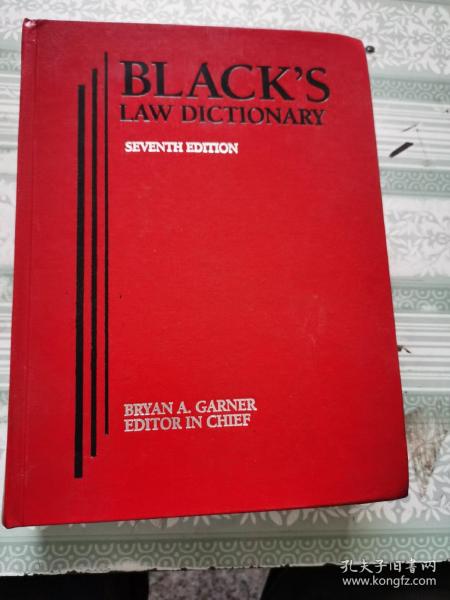 BLACK'S
LAW DICTIONARY
SEVENTH EDITION
BRYAN A. GARNER
EDITOR IN CHIEF
孔夫子旧书网
www.kongfz.com